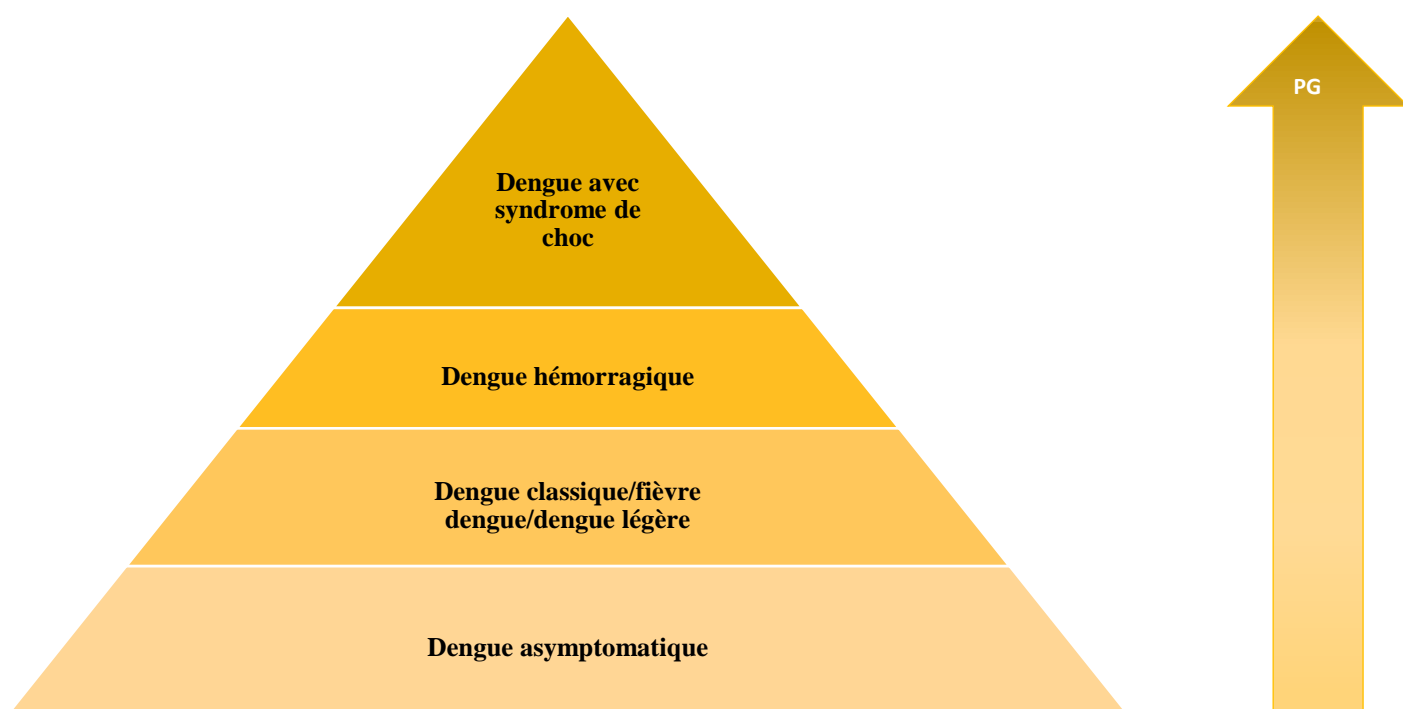 PG
Dengue avec
syndrome de
choc
Dengue hémorragique
Dengue classique/fièvre
dengue/dengue légère
Dengue asymptomatique